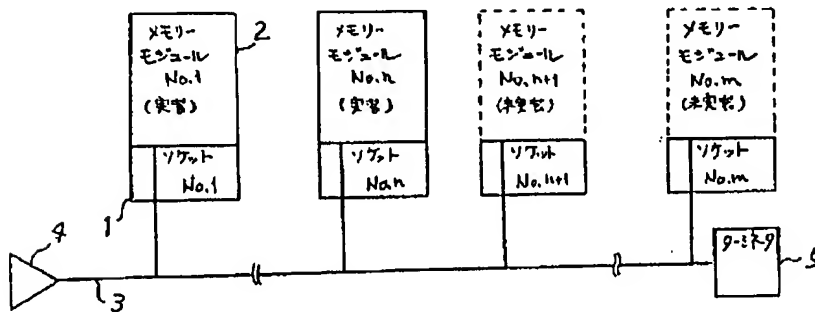 メモリー
モジュール
No.1
(実装)
2
メモリー
モジュール
No.n
(実装)
メモリー
モジュール
No.n+1
(未実装)
メモリー
モジュール
No.m
(未実装)
ソケット
No.1
ソケット
No.n
ソケット
No.n+1
ソケット
No.m
1
4
3
ターミネータ
5